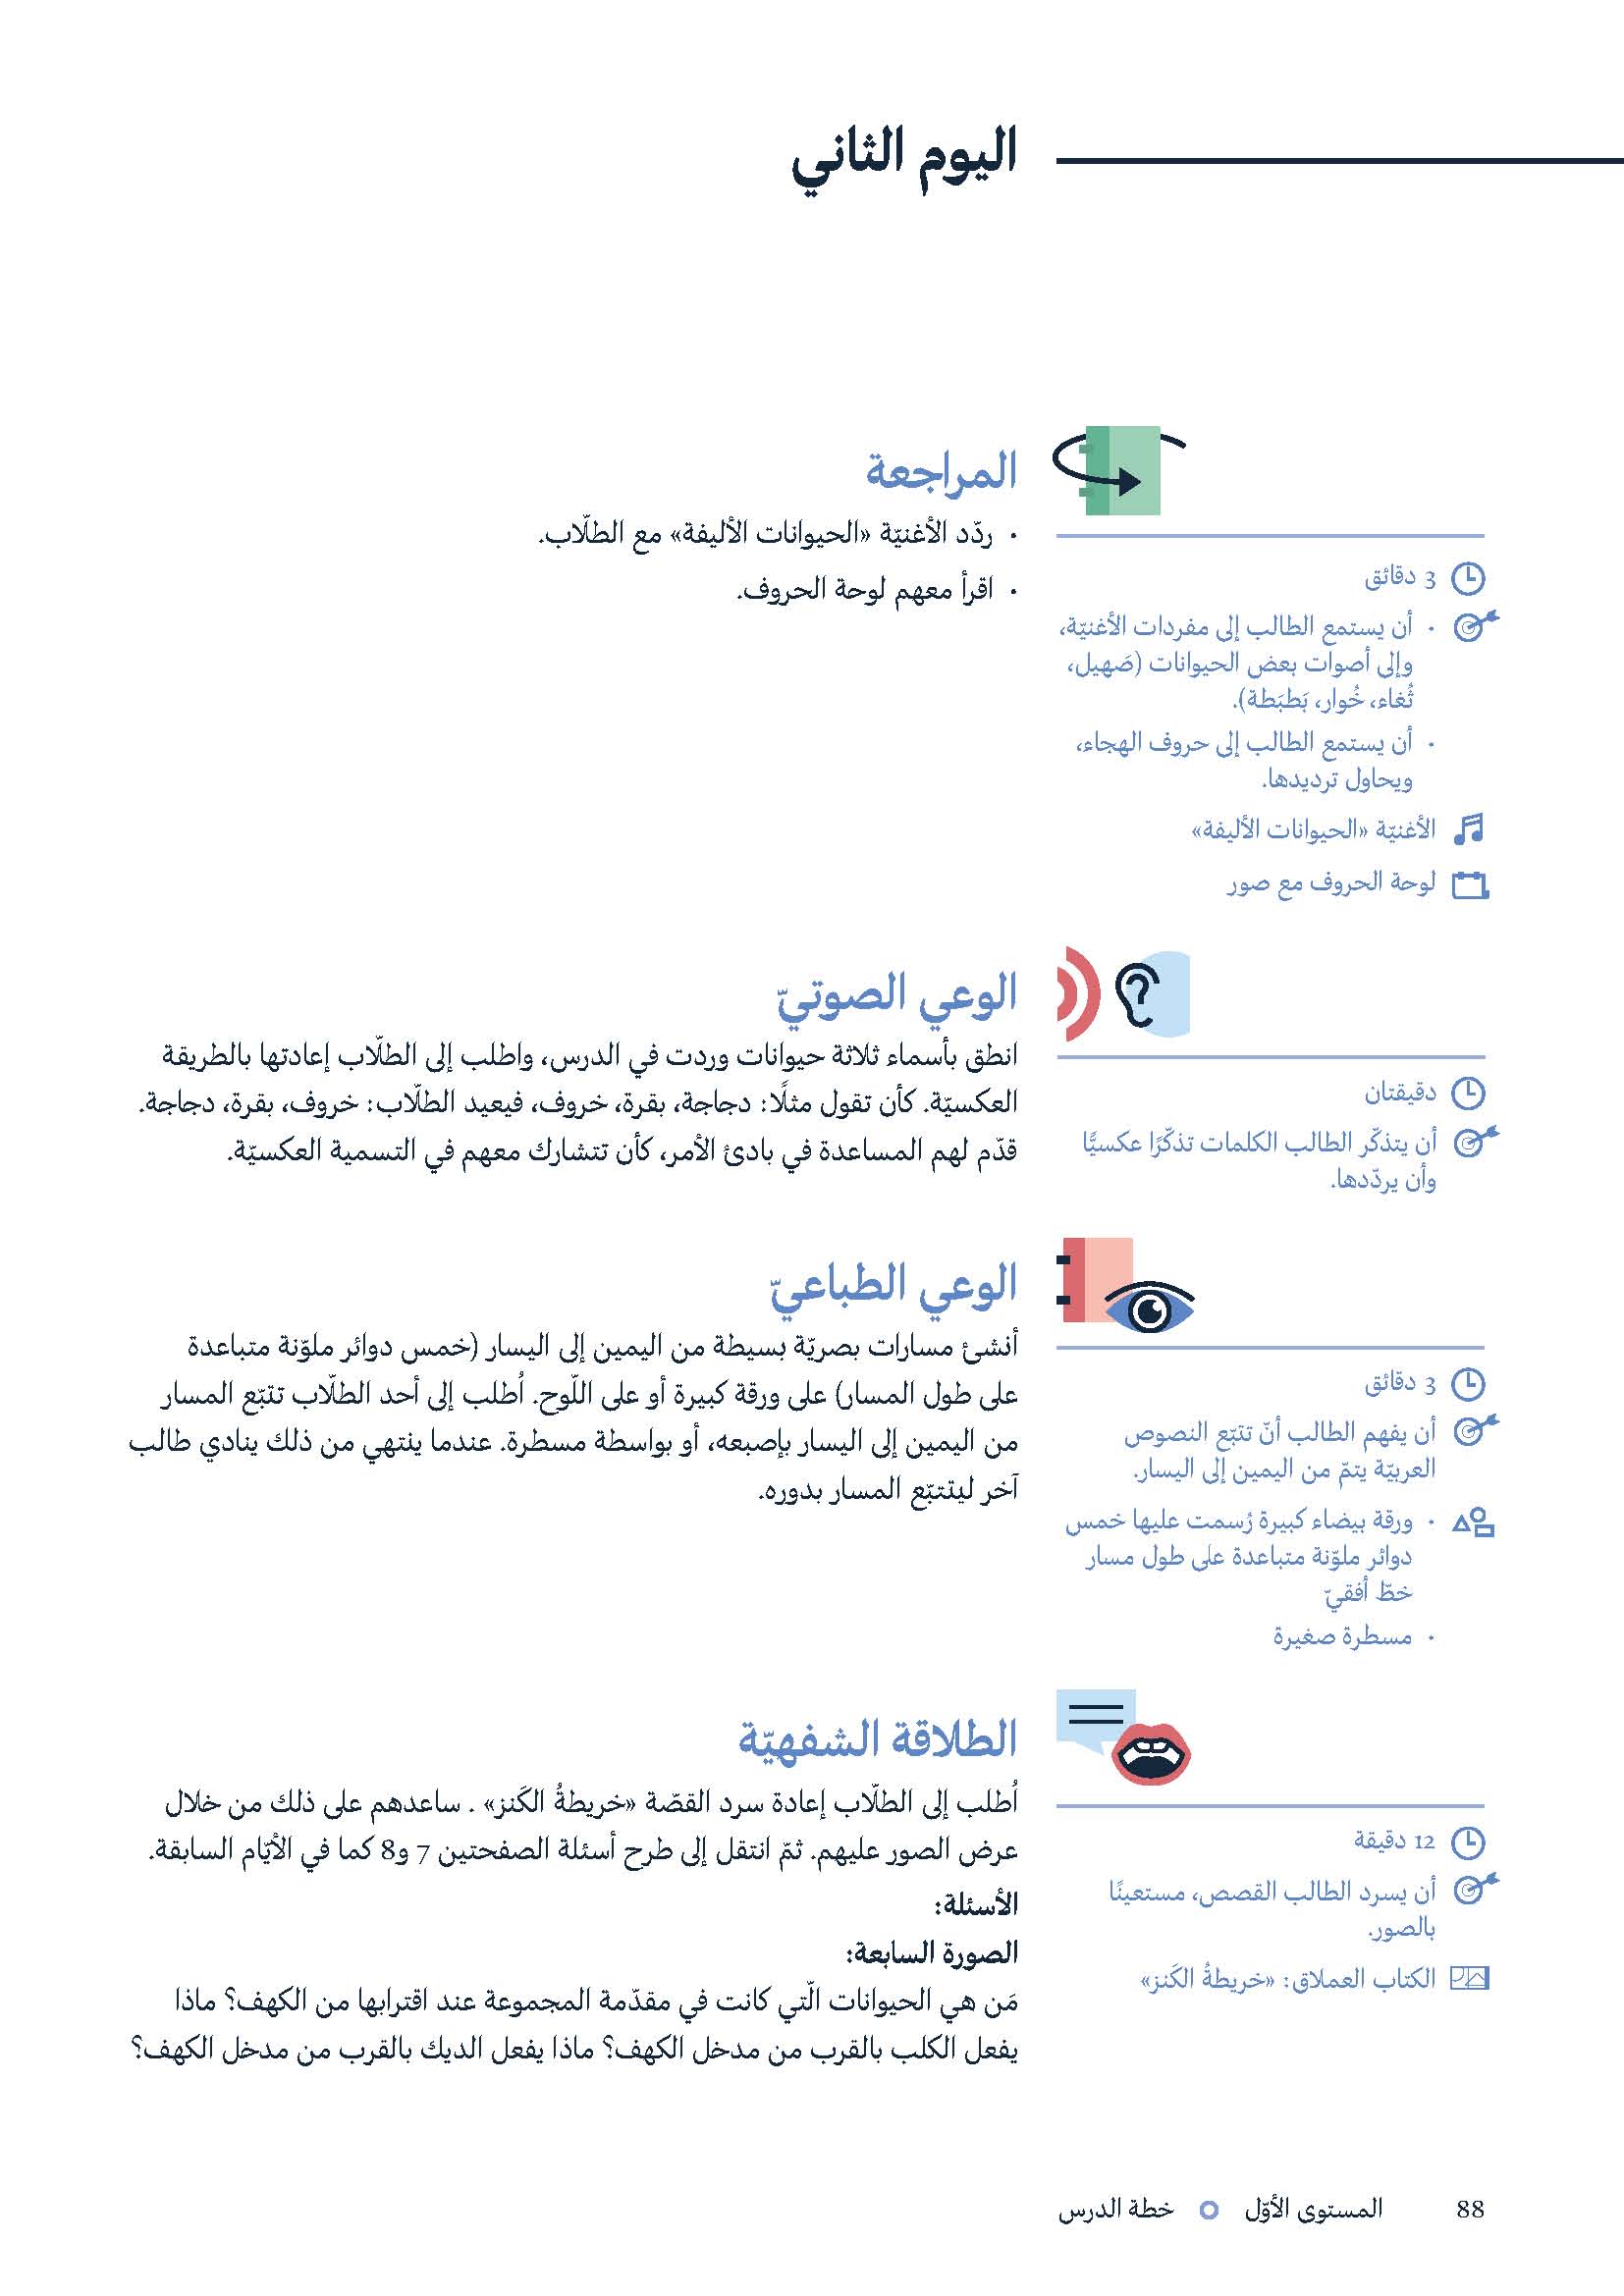 اليوم الثاني
المراجعة
• ردّد الأغنيّة «الحيوانات الأليفة» مع الطلّاب.
• اقرأ معهم لوحة الحروف.
3 دقائق
• أن يستمع الطالب إلى مفردات الأغنيّة،
وإلى أصوات بعض الحيوانات (صَهيل،
ثُغاء، خُوار، بَطبَطة).
• أن يستمع الطالب إلى حروف الهجاء،
ويحاول ترديدها.
الأغنيّة «الحيوانات الأليفة»
لوحة الحروف مع صور
الوعي الصوتيّ
انطق بأسماء ثلاثة حيوانات وردت في الدرس، واطلب إلى الطلّاب إعادتها بالطريقة
العكسيّة. كأن تقول مثلًا: دجاجة، بقرة، خروف، فيعيد الطلّاب: خروف، بقرة، دجاجة.
قدّم لهم المساعدة في بادئ الأمر، كأن تتشارك معهم في التسمية العكسيّة.
دقيقتان
أن يتذكّر الطالب الكلمات تذكّرًا عكسيًّا
وأن يردّدها.
الوعي الطباعيّ
أنشئ مسارات بصريّة بسيطة من اليمين إلى اليسار (خمس دوائر ملوّنة متباعدة
على طول المسار) على ورقة كبيرة أو على اللّوح. اُطلب إلى أحد الطلّاب تتبّع المسار
من اليمين إلى اليسار بإصبعه، أو بواسطة مسطرة. عندما ينتهي من ذلك ينادي طالب
آخر ليتتبّع المسار بدوره.
3 دقائق
أن يفهم الطالب أنّ تتبّع النصوص
العربيّة يتمّ من اليمين إلى اليسار.
• ورقة بيضاء كبيرة رُسمت عليها خمس
دوائر ملوّنة متباعدة على طول مسار
خطّ أفقيّ
• مسطرة صغيرة
الطلاقة الشفهيّة
اُطلب إلى الطلّاب إعادة سرد القصّة «خريطةُ الكَنز» . ساعدهم على ذلك من خلال
عرض الصور عليهم. ثمّ انتقل إلى طرح أسئلة الصفحتين 7 و8 كما في الأيّام السابقة.
الأسئلة:
الصورة السابعة:
مَن هي الحيوانات الّتي كانت في مقدّمة المجموعة عند اقترابها من الكهف؟ ماذا
يفعل الكلب بالقرب من مدخل الكهف؟ ماذا يفعل الديك بالقرب من مدخل الكهف؟
12 دقيقة
أن يسرد الطالب القصص، مستعينًا
بالصور.
الكتاب العملاق: «خريطةُ الكَنز»
88 المستوى الأوّل خطة الدرس